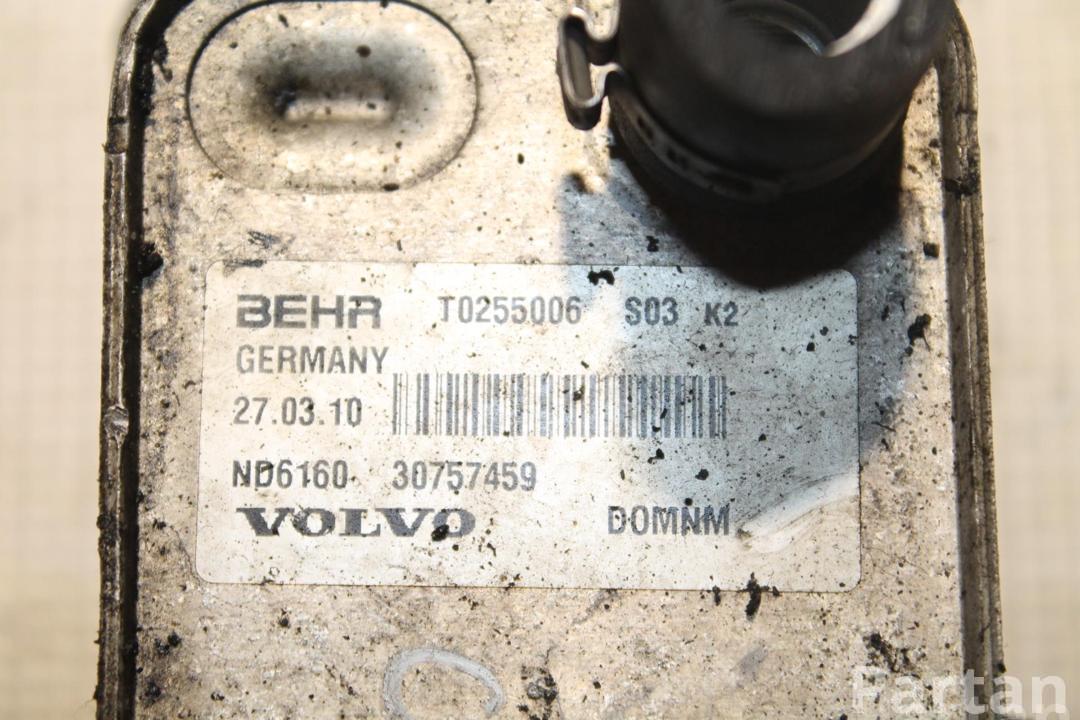 BEHR T0255006 S03 K2
GERMANY
27.03.10
ND6160 30757459
VOLVO DOMNM
C
Fartan